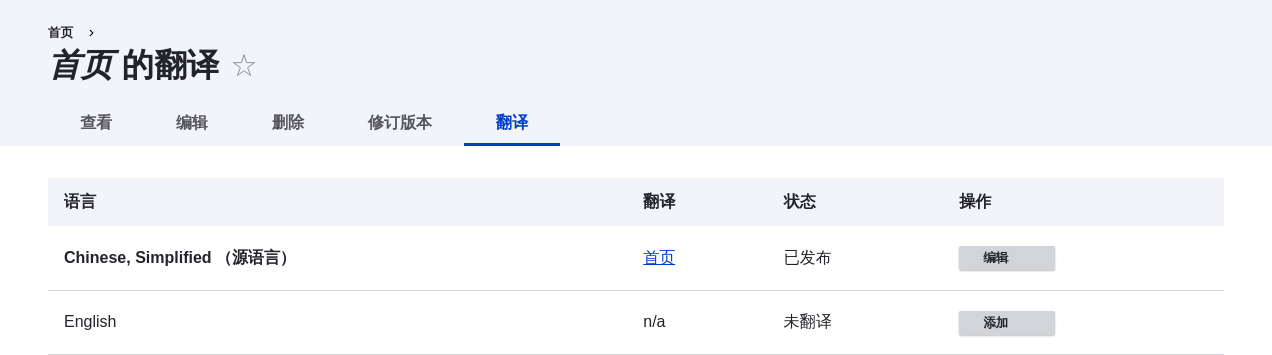 首页 ›
首页 的翻译 ☆
查看 编辑 删除 修订版本 翻译
语言 翻译 状态 操作
Chinese, Simplified （源语言） 首页 已发布 编辑
English n/a 未翻译 添加